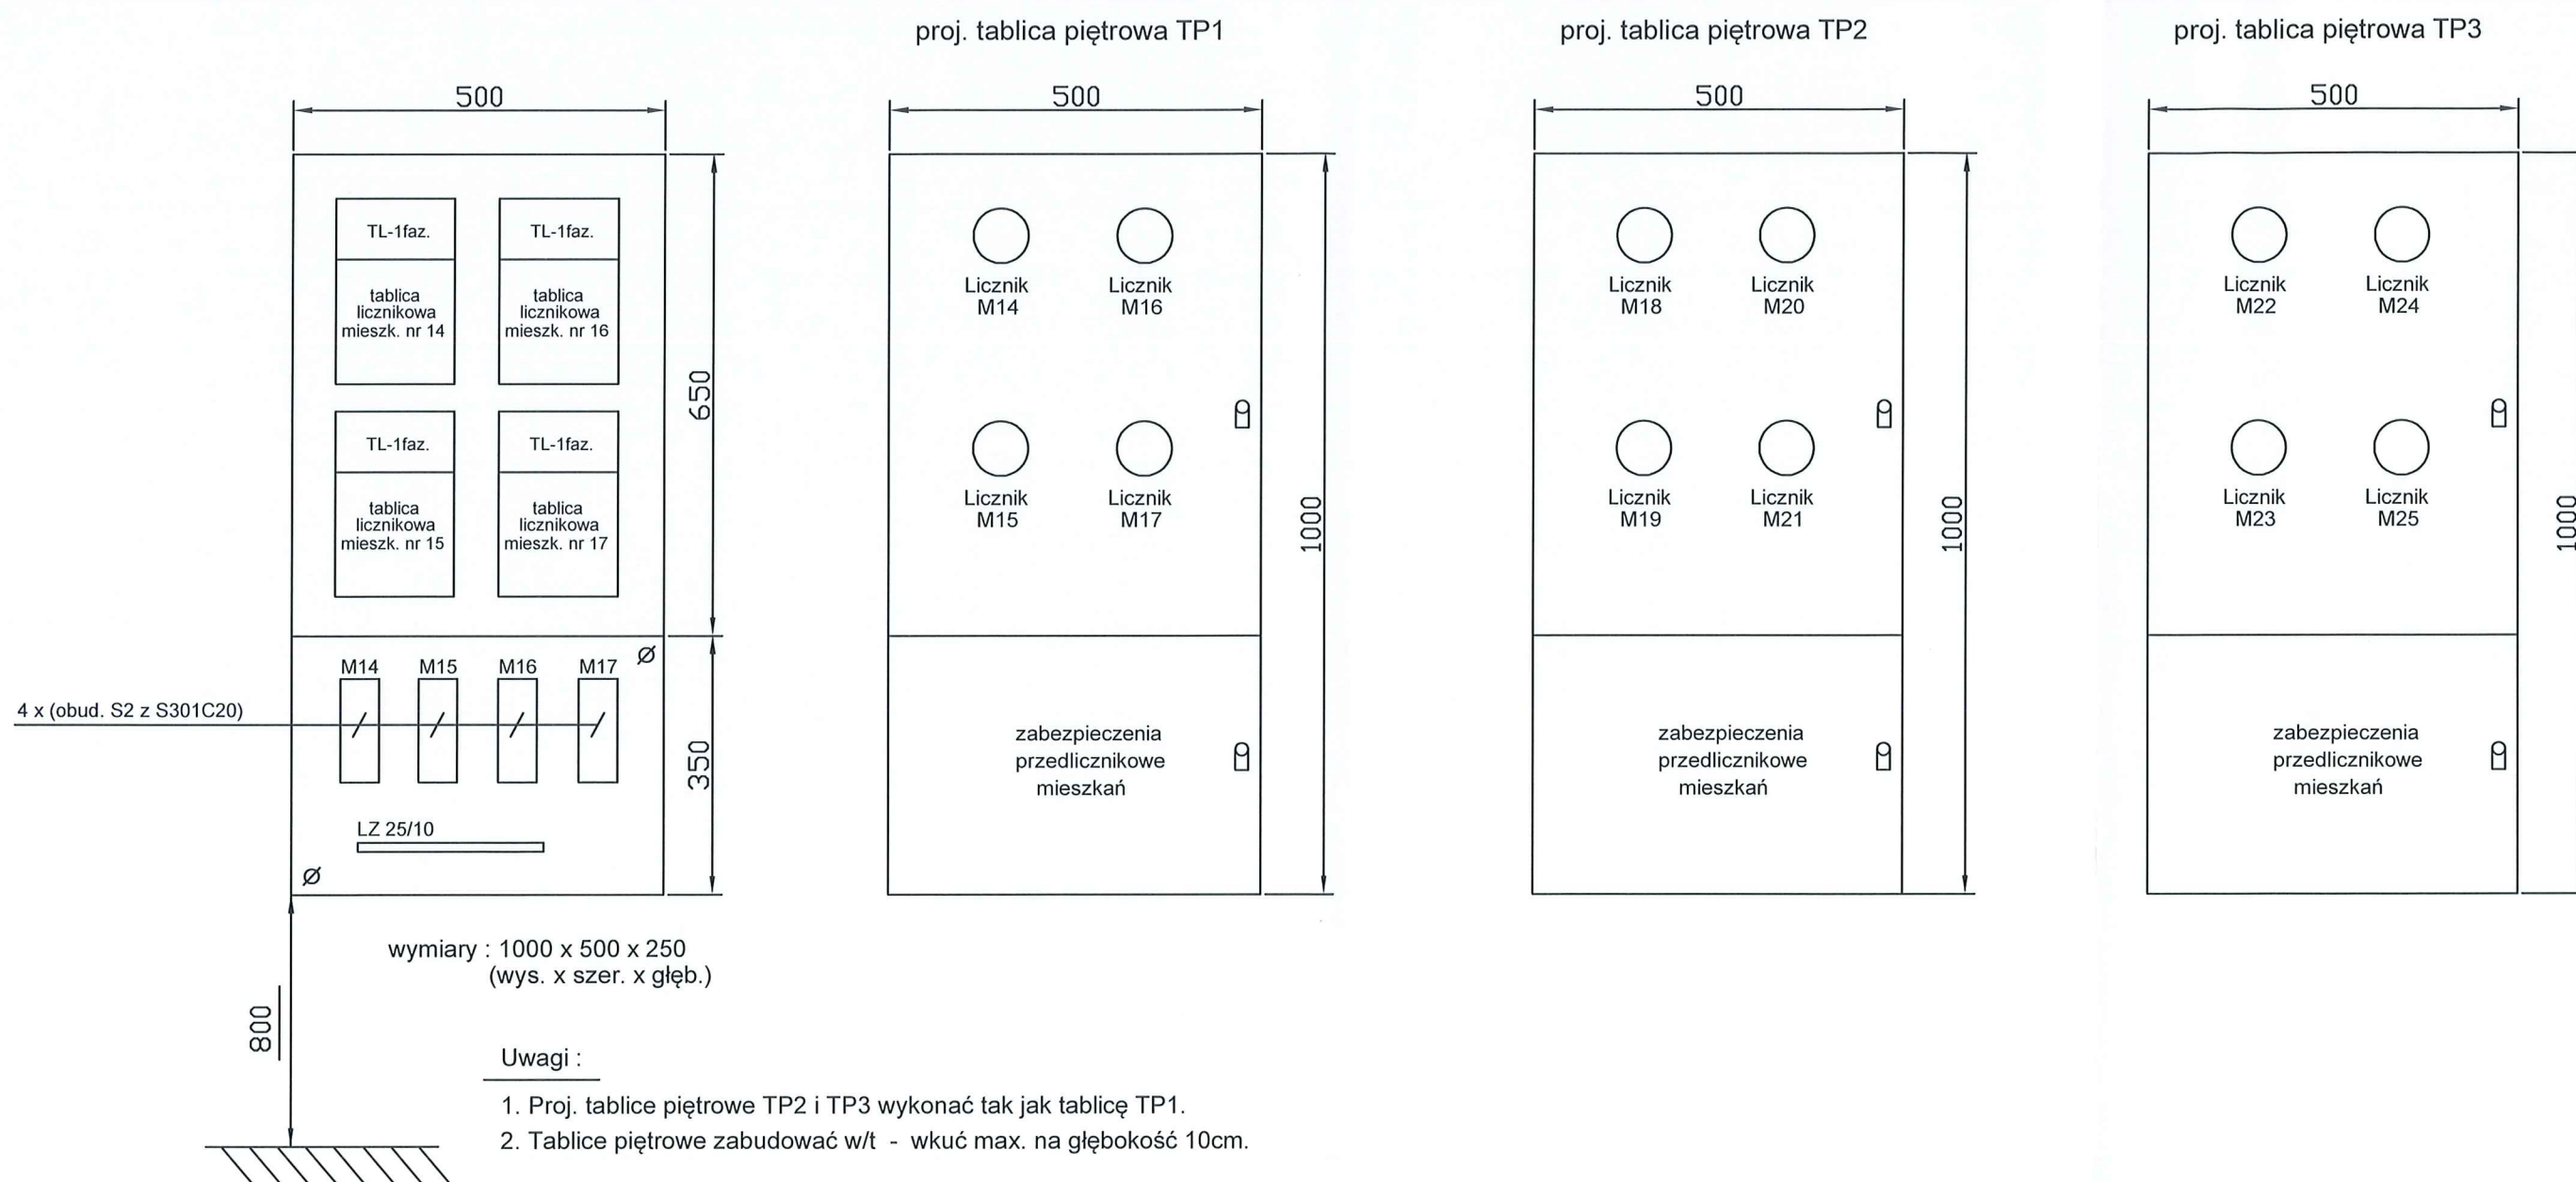 proj. tablica piętrowa TP1
proj. tablica piętrowa TP2
proj. tablica piętrowa TP3
500
500
500
500
TL-1faz.
tablica
licznikowa
mieszk. nr 14
TL-1faz.
tablica
licznikowa
mieszk. nr 16
TL-1faz.
tablica
licznikowa
mieszk. nr 15
TL-1faz.
tablica
licznikowa
mieszk. nr 17
650
M14
M15
M16
M17
Ø
4 x (obud. S2 z S301C20)
350
LZ 25/10
Ø
Licznik
M14
Licznik
M16
Licznik
M15
Licznik
M17
1000
zabezpieczenia
przedlicznikowe
mieszkań
Licznik
M18
Licznik
M20
Licznik
M19
Licznik
M21
1000
zabezpieczenia
przedlicznikowe
mieszkań
Licznik
M22
Licznik
M24
Licznik
M23
Licznik
M25
1000
zabezpieczenia
przedlicznikowe
mieszkań
wymiary : 1000 x 500 x 250
(wys. x szer. x głęb.)
800
Uwagi :
1. Proj. tablice piętrowe TP2 i TP3 wykonać tak jak tablicę TP1.
2. Tablice piętrowe zabudować w/t - wkuć max. na głębokość 10cm.